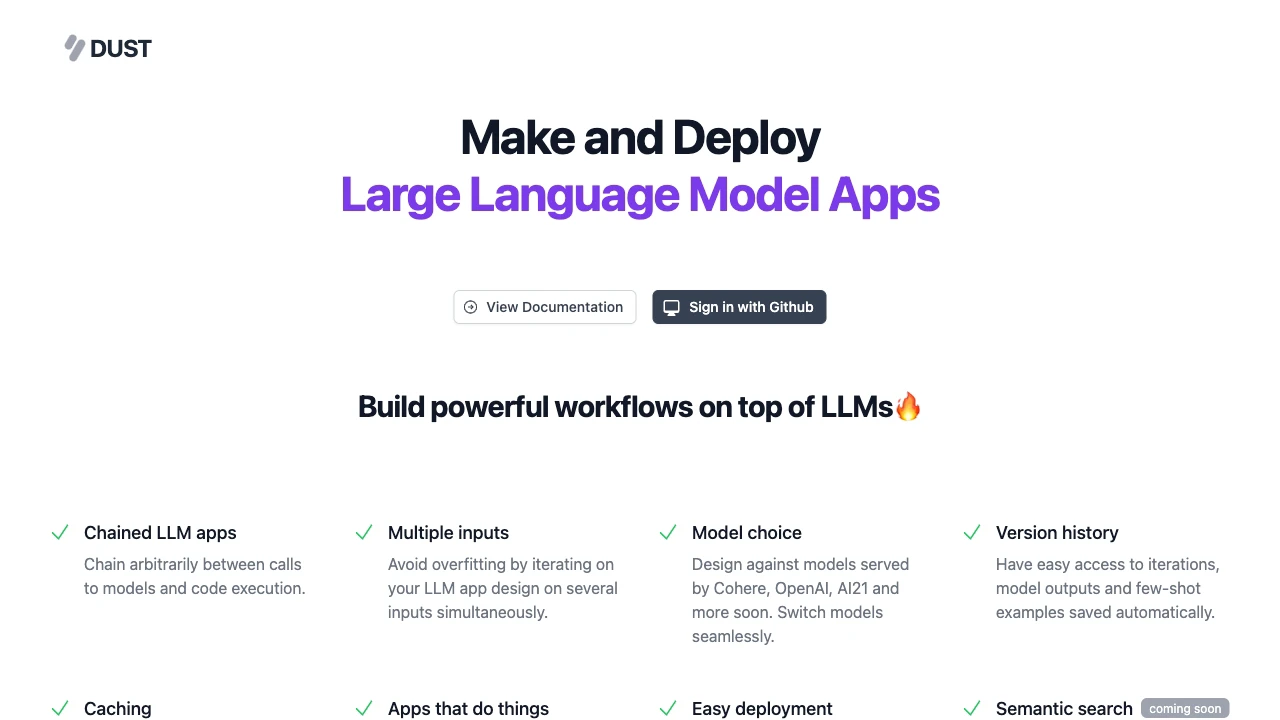 DUST
Make and Deploy
Large Language Model Apps
View Documentation
Sign in with Github
Build powerful workflows on top of LLMs🔥
Chained LLM apps
Chain arbitrarily between calls
to models and code execution.
Multiple inputs
Avoid overfitting by iterating on
your LLM app design on several
inputs simultaneously.
Model choice
Design against models served
by Cohere, OpenAI, AI21 and
more soon. Switch models
seamlessly.
Version history
Have easy access to iterations,
model outputs and few-shot
examples saved automatically.
Caching
Apps that do things
Easy deployment
Semantic search coming soon